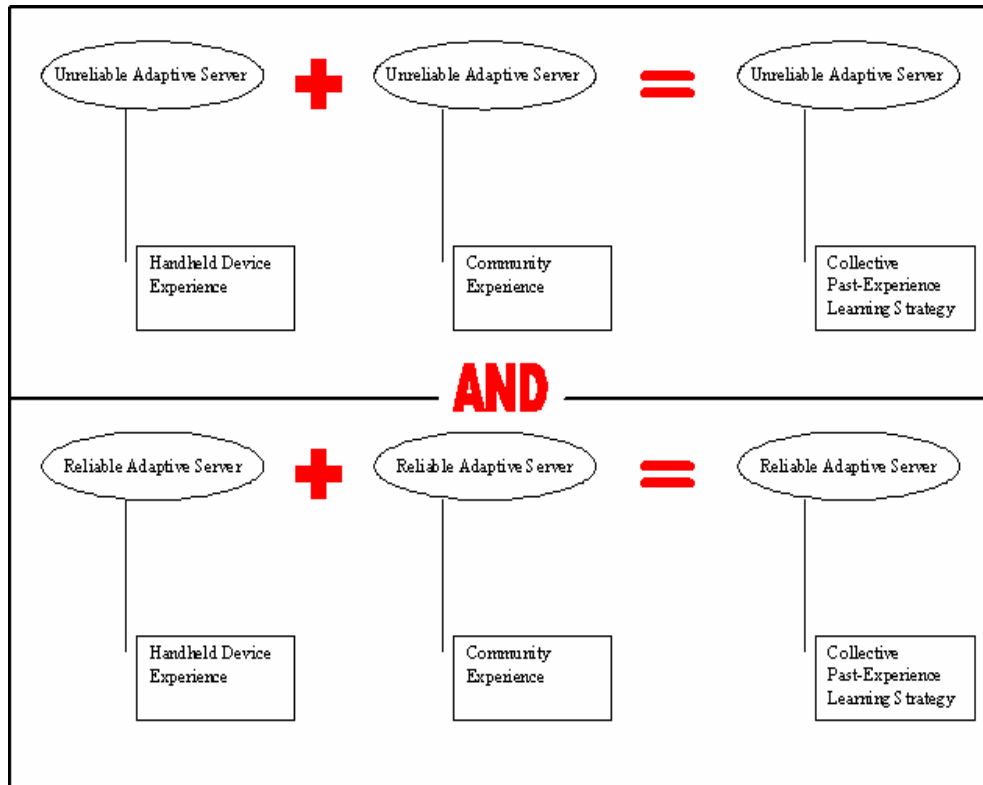 Unreliable Adaptive Server + Unreliable Adaptive Server = Unreliable Adaptive Server
Handheld Device
Experience
Community
Experience
Collective
Past-Experience
Learning Strategy
AND
Reliable Adaptive Server + Reliable Adaptive Server = Reliable Adaptive Server
Handheld Device
Experience
Community
Experience
Collective
Past-Experience
Learning Strategy